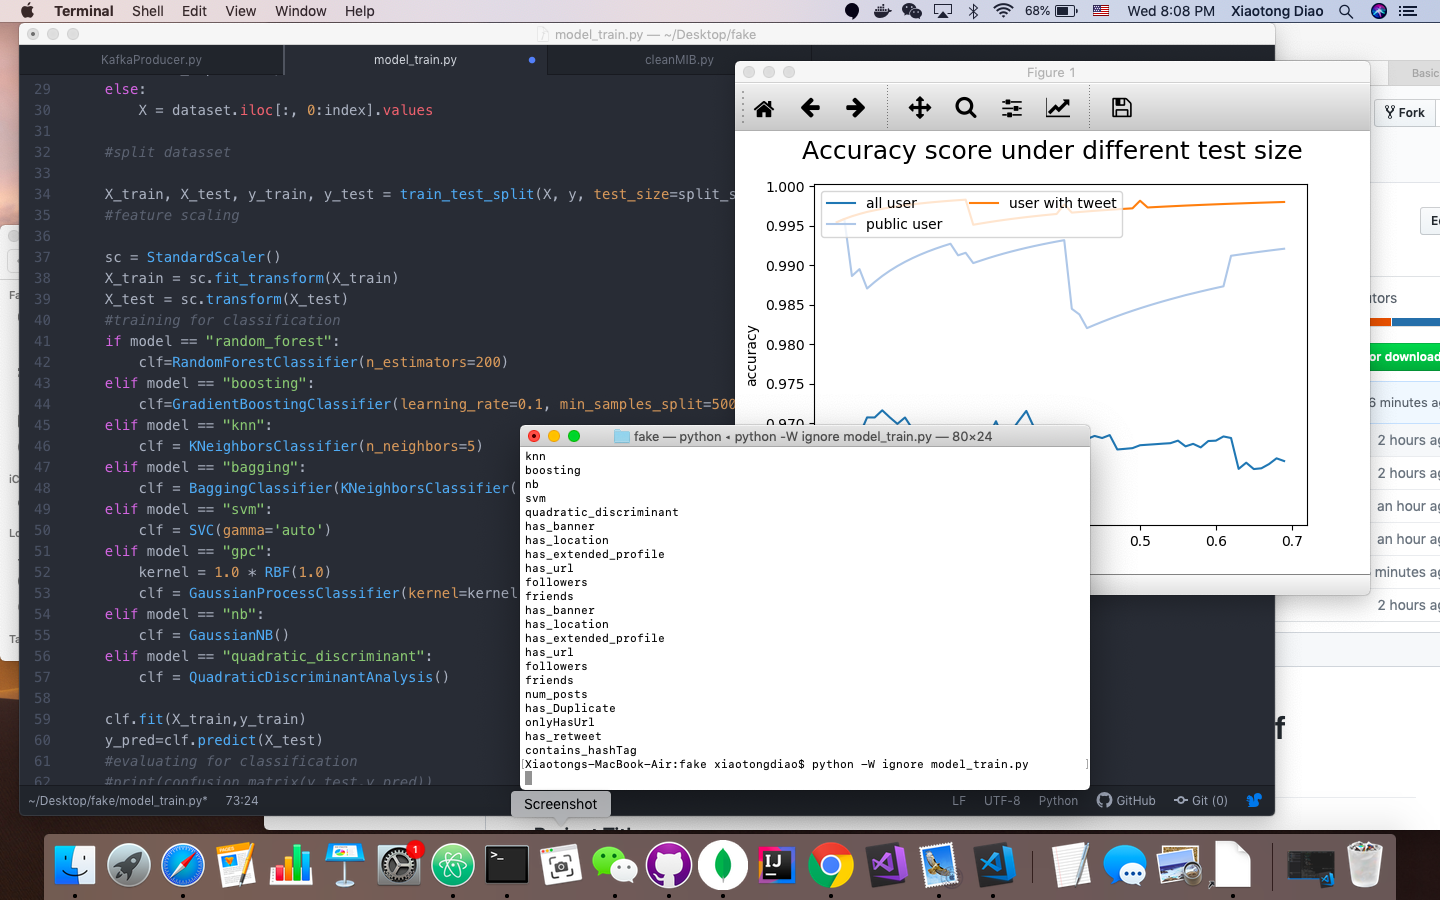 Terminal Shell Edit View Window Help
68% Wed 8:08 PM Xiaotong Diao
model_train.py — ~/Desktop/fake
KafkaProducer.py model_train.py cleanMIB.py
29 else:
30 X = dataset.iloc[:, 0:index].values
31
32 #split datasset
33
34 X_train, X_test, y_train, y_test = train_test_split(X, y, test_size=split_s
35 #feature scaling
36
37 sc = StandardScaler()
38 X_train = sc.fit_transform(X_train)
39 X_test = sc.transform(X_test)
40 #training for classification
41 if model == "random_forest":
42 clf=RandomForestClassifier(n_estimators=200)
43 elif model == "boosting":
44 clf=GradientBoostingClassifier(learning_rate=0.1, min_samples_split=500
45 elif model == "knn":
46 clf = KNeighborsClassifier(n_neighbors=5)
47 elif model == "bagging":
48 clf = BaggingClassifier(KNeighborsClassifier(
49 elif model == "svm":
50 clf = SVC(gamma='auto')
51 elif model == "gpc":
52 kernel = 1.0 * RBF(1.0)
53 clf = GaussianProcessClassifier(kernel=kernel
54 elif model == "nb":
55 clf = GaussianNB()
56 elif model == "quadratic_discriminant":
57 clf = QuadraticDiscriminantAnalysis()
58
59 clf.fit(X_train,y_train)
60 y_pred=clf.predict(X_test)
61 #evaluating for classification
62 #print(confusion_matrix(y_test,y_pred))
~/Desktop/fake/model_train.py* 73:24 LF UTF-8 Python GitHub Git (0)
Figure 1
Accuracy score under different test size
1.000
0.995
0.990
0.985
0.980
0.975
0.970
accuracy
all user
public user
user with tweet
0.5 0.6 0.7
Basic
Fork
or download
6 minutes ag
2 hours ag
2 hours ag
an hour ag
an hour ag
minutes ag
2 hours ag
fake — python ◂ python -W ignore model_train.py — 80×24
knn
boosting
nb
svm
quadratic_discriminant
has_banner
has_location
has_extended_profile
has_url
followers
friends
has_banner
has_location
has_extended_profile
has_url
followers
friends
num_posts
has_Duplicate
onlyHasUrl
has_retweet
contains_hashTag
[Xiaotongs-MacBook-Air:fake xiaotongdiao$ python -W ignore model_train.py ]
Screenshot
1
>_
IJ